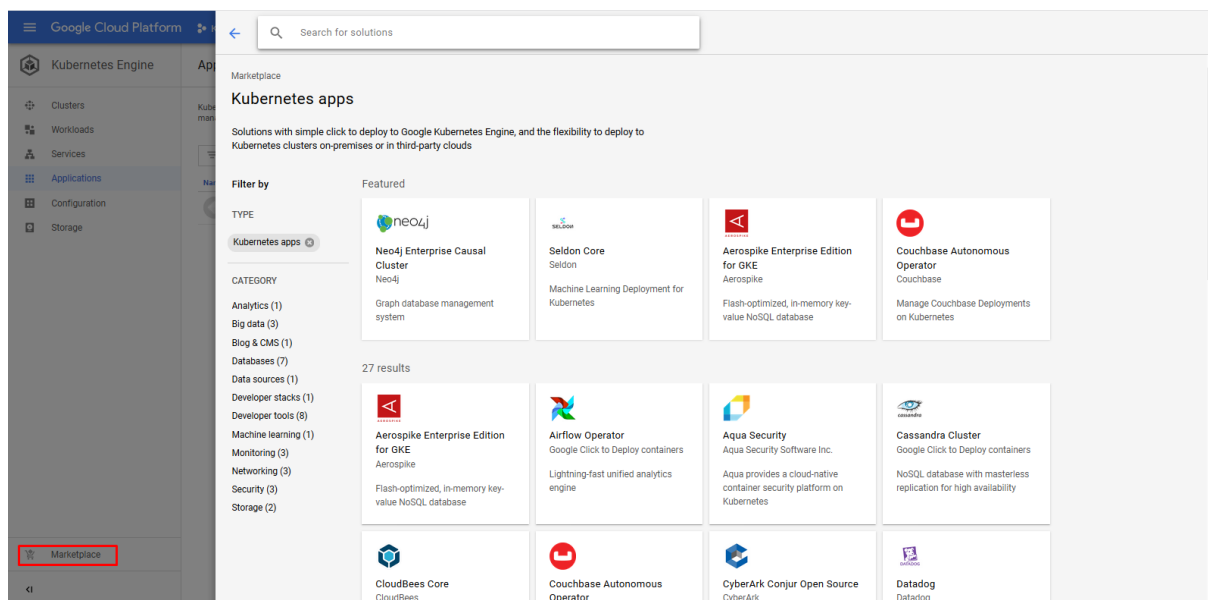 Google Cloud Platform
Search for solutions
Kubernetes Engine
App
Clusters
Workloads
Services
Applications
Configuration
Storage
Kube
man
Nam
Marketplace
Marketplace
Kubernetes apps
Solutions with simple click to deploy to Google Kubernetes Engine, and the flexibility to deploy to
Kubernetes clusters on-premises or in third-party clouds
Filter by
TYPE
Kubernetes apps
CATEGORY
Analytics (1)
Big data (3)
Blog & CMS (1)
Databases (7)
Data sources (1)
Developer stacks (1)
Developer tools (8)
Machine learning (1)
Monitoring (3)
Networking (3)
Security (3)
Storage (2)
Featured
neo4j
Neo4j Enterprise Causal
Cluster
Neo4j
Graph database management
system
SELDON
Seldon Core
Seldon
Machine Learning Deployment for
Kubernetes
AEROSPIKE
Aerospike Enterprise Edition
for GKE
Aerospike
Flash-optimized, in-memory key-
value NoSQL database
Couchbase Autonomous
Operator
Couchbase
Manage Couchbase Deployments
on Kubernetes
27 results
AEROSPIKE
Aerospike Enterprise Edition
for GKE
Aerospike
Flash-optimized, in-memory key-
value NoSQL database
Airflow Operator
Google Click to Deploy containers
Lightning-fast unified analytics
engine
Aqua Security
Aqua Security Software Inc.
Aqua provides a cloud-native
container security platform on
Kubernetes
cassandra
Cassandra Cluster
Google Click to Deploy containers
NoSQL database with masterless
replication for high availability
CloudBees Core
CloudBees
Couchbase Autonomous
Operator
CyberArk Conjur Open Source
CyberArk
DATADOG
Datadog
Datadog